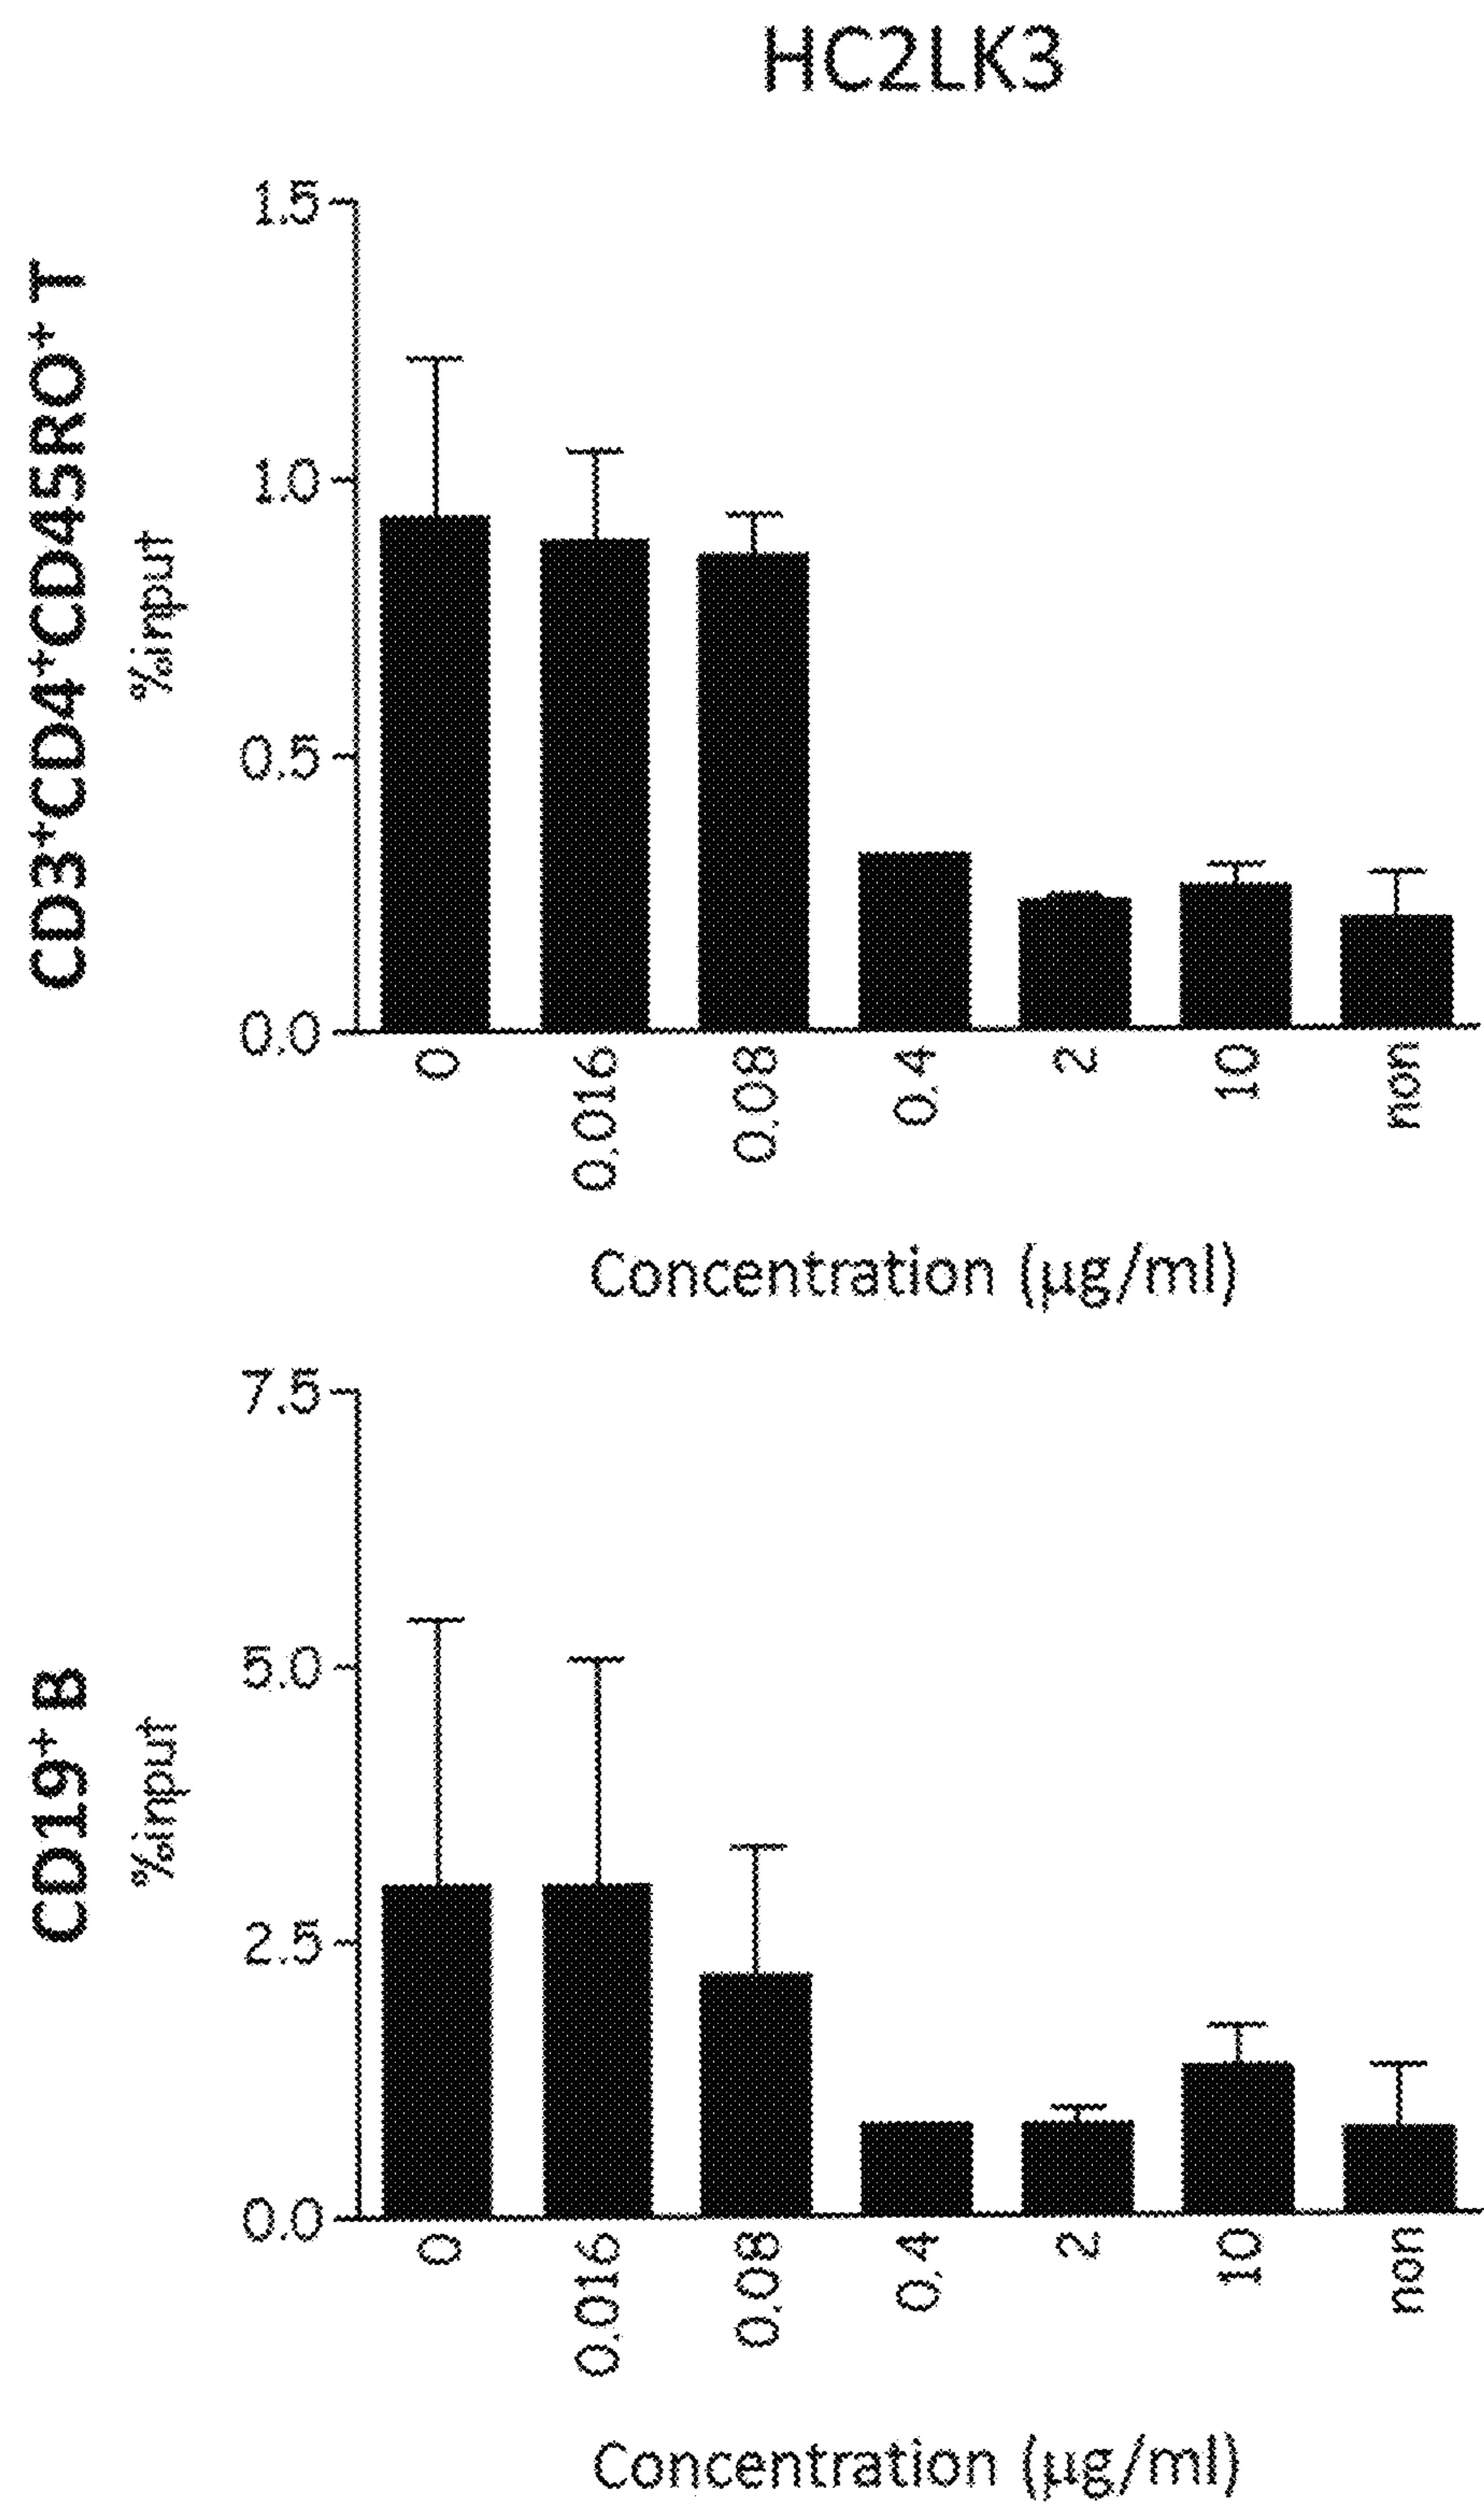 HC2LK3
CD3⁺CD4⁺CD45RO⁺ T
%input
1.5
1.0
0.5
0.0
0
0.016
0.08
0.4
2
10
non
Concentration (µg/ml)
CD19⁺ B
%input
7.5
5.0
2.5
0.0
0
0.016
0.08
0.4
2
10
non
Concentration (µg/ml)